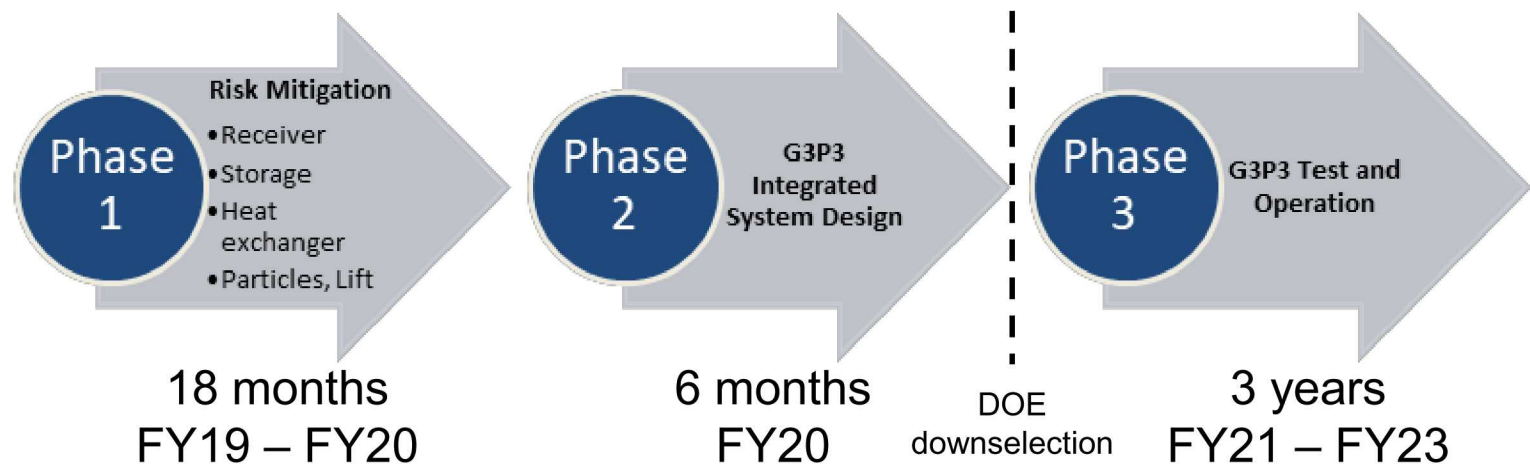 Phase
1
Risk Mitigation
•Receiver
•Storage
•Heat
exchanger
•Particles, Lift
18 months
FY19 – FY20
Phase
2
G3P3
Integrated
System Design
6 months
FY20
DOE
downselection
Phase
3
G3P3 Test and
Operation
3 years
FY21 – FY23